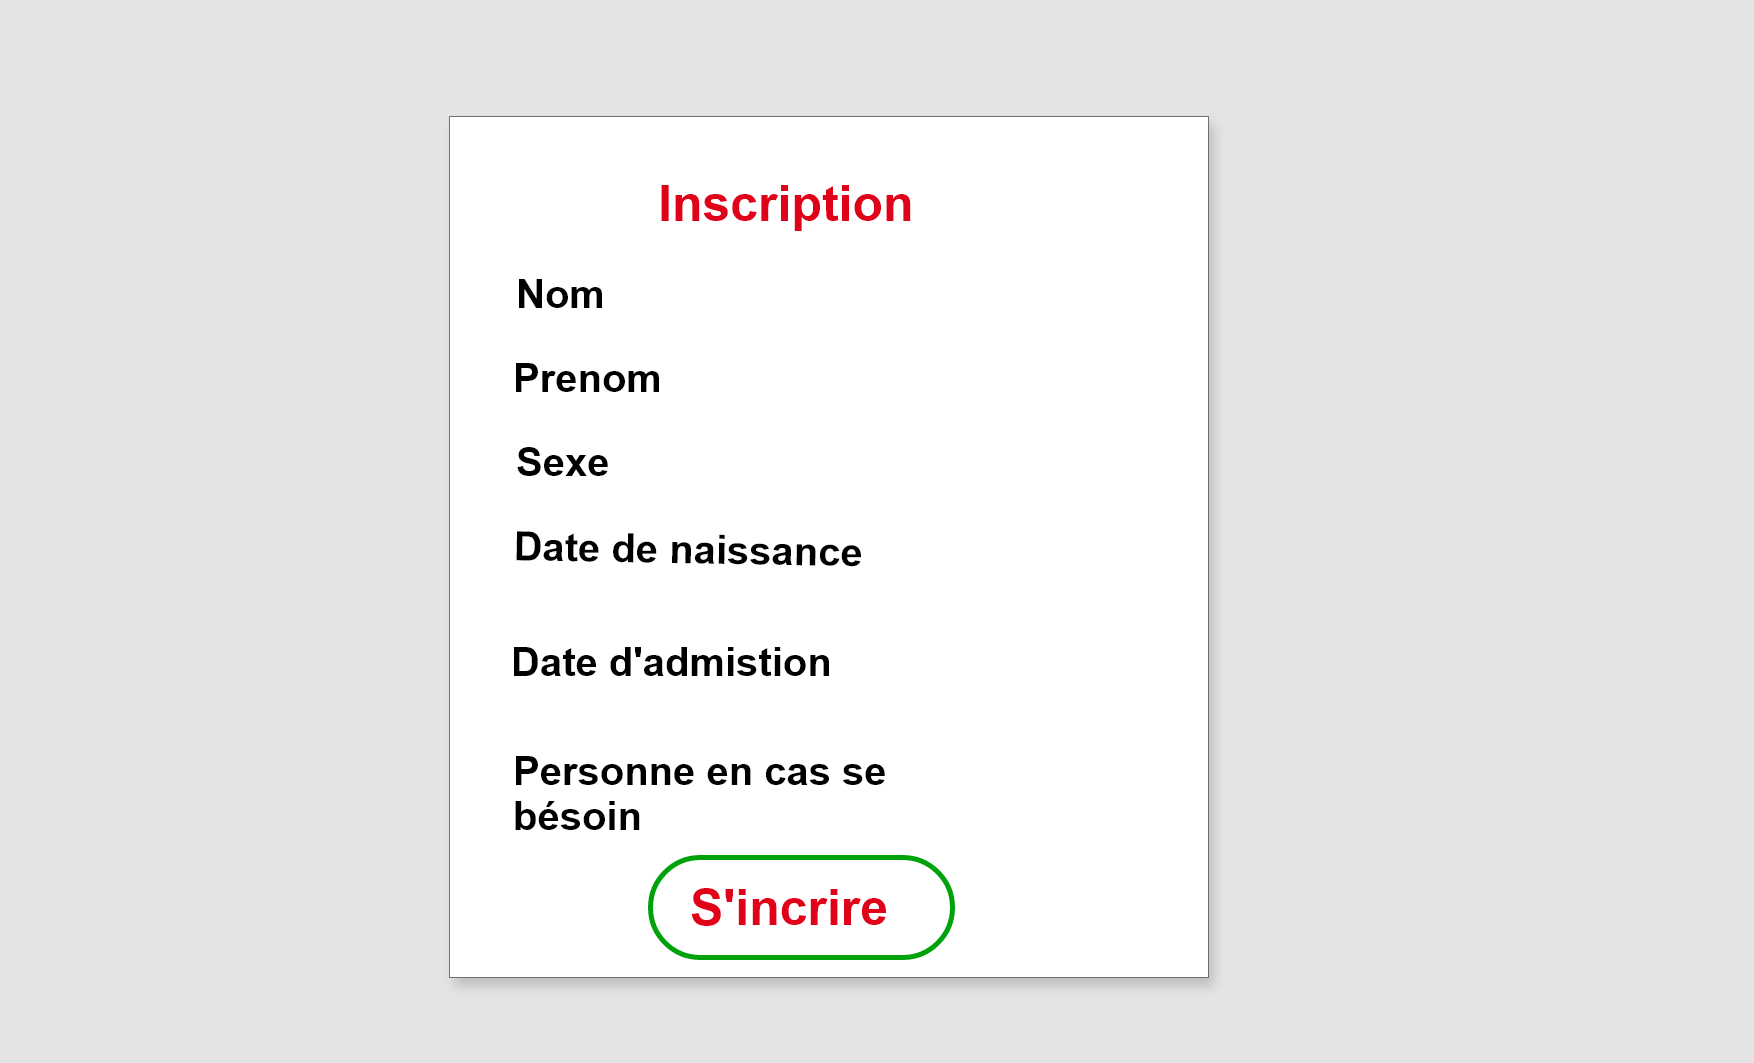 Inscription
Nom
Prenom
Sexe
Date de naissance
Date d'admistion
Personne en cas se
bésoin
S'incrire